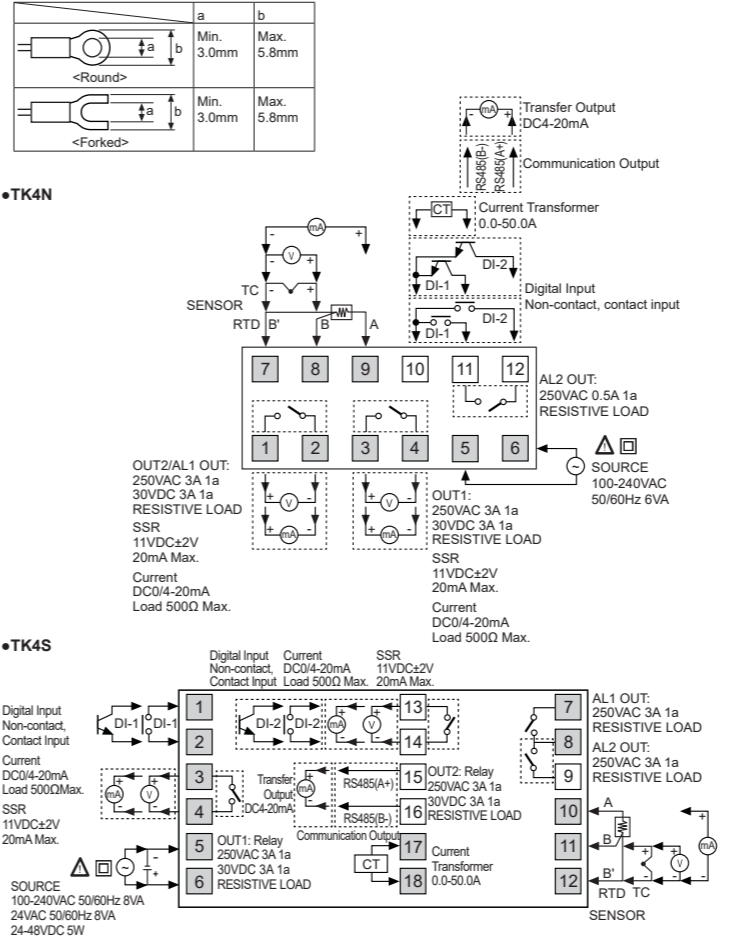 a b
Min.
3.0mm
Max.
5.8mm
a
b
<Round>
Min.
3.0mm
Max.
5.8mm
a
b
<Forked>
●TK4N
- mA +
Transfer Output
DC4-20mA
RS485(B-)
RS485(A+)
Communication Output
CT
Current Transformer
0.0-50.0A
DI-2
DI-1
Digital Input
Non-contact, contact input
DI-2
DI-1
mA
- +
- V +
TC - +
SENSOR
RTD B' B A
7 8 9 10 11 12
AL2 OUT:
250VAC 0.5A 1a
RESISTIVE LOAD
1 2 3 4 5 6
~
SOURCE
100-240VAC
50/60Hz 6VA
OUT2/AL1 OUT:
250VAC 3A 1a
30VDC 3A 1a
RESISTIVE LOAD
SSR
11VDC±2V
20mA Max.
Current
DC0/4-20mA
Load 500Ω Max.
+ V -
+ mA -
+ V -
+ mA -
OUT1:
250VAC 3A 1a
30VDC 3A 1a
RESISTIVE LOAD
SSR
11VDC±2V
20mA Max.
Current
DC0/4-20mA
Load 500Ω Max.
●TK4S
Digital Input
Non-contact,
Contact Input
Current
DC0/4-20mA
Load 500Ω Max.
SSR
11VDC±2V
20mA Max.
Digital Input
Non-contact,
Contact Input
DI-1 DI-1
1
2
Current
DC0/4-20mA
Load 500ΩMax.
SSR
11VDC±2V
20mA Max.
+ mA -
+ V -
3
4
~ - +
5
6
SOURCE
100-240VAC 50/60Hz 8VA
24VAC 50/60Hz 8VA
24-48VDC 5W
OUT1: Relay
250VAC 3A 1a
30VDC 3A 1a
RESISTIVE LOAD
DI-2 DI-2
+ mA -
+ V -
13
14
Transfer
Output
DC4-20mA
+ mA -
RS485(A+)
RS485(B-)
Communication Output
15
16
OUT2: Relay
250VAC 3A 1a
30VDC 3A 1a
RESISTIVE LOAD
CT
17
18
Current
Transformer
0.0-50.0A
7
8
9
AL1 OUT:
250VAC 3A 1a
RESISTIVE LOAD
AL2 OUT:
250VAC 3A 1a
RESISTIVE LOAD
10
11
12
A
B
B'
RTD TC
+ -
+ V -
+ mA -
SENSOR